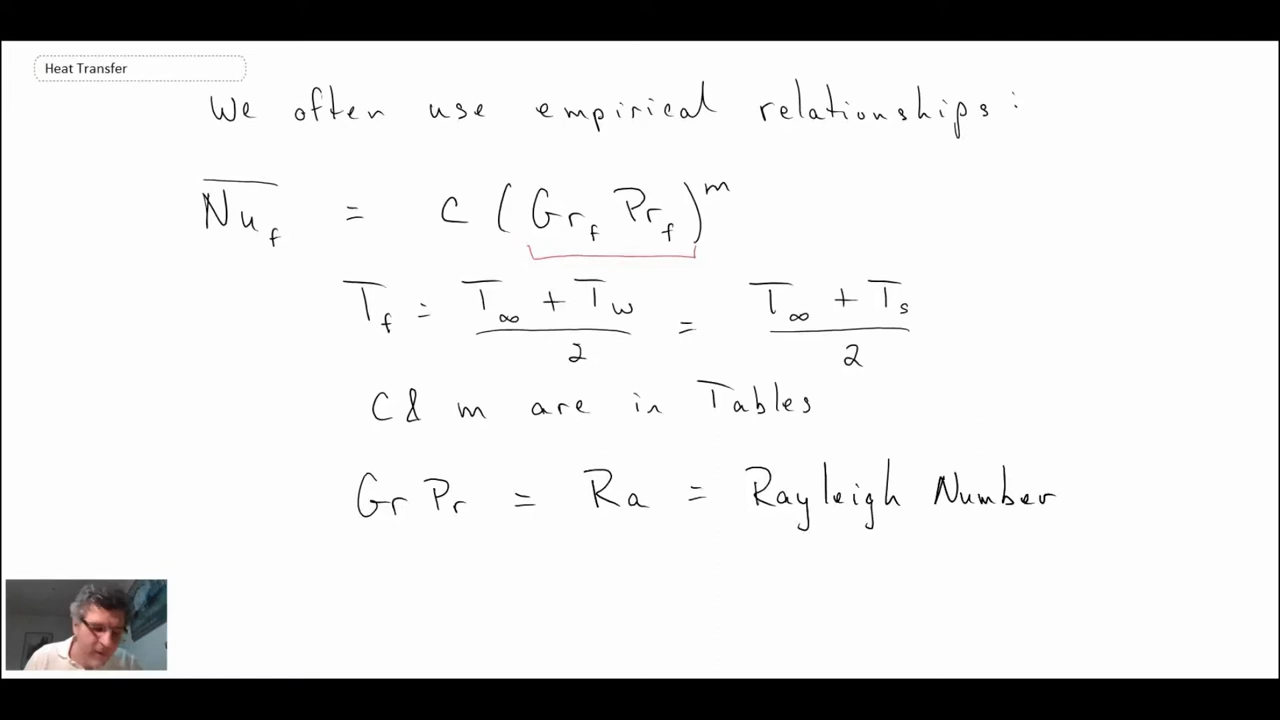 Heat Transfer
We often use empirical relationships:
N̅u̅_f = C (Gr_f Pr_f)^m
T_f = (T_∞ + T_w)/2 = (T_∞ + T_s)/2
C & m are in Tables
Gr Pr = Ra = Rayleigh Number